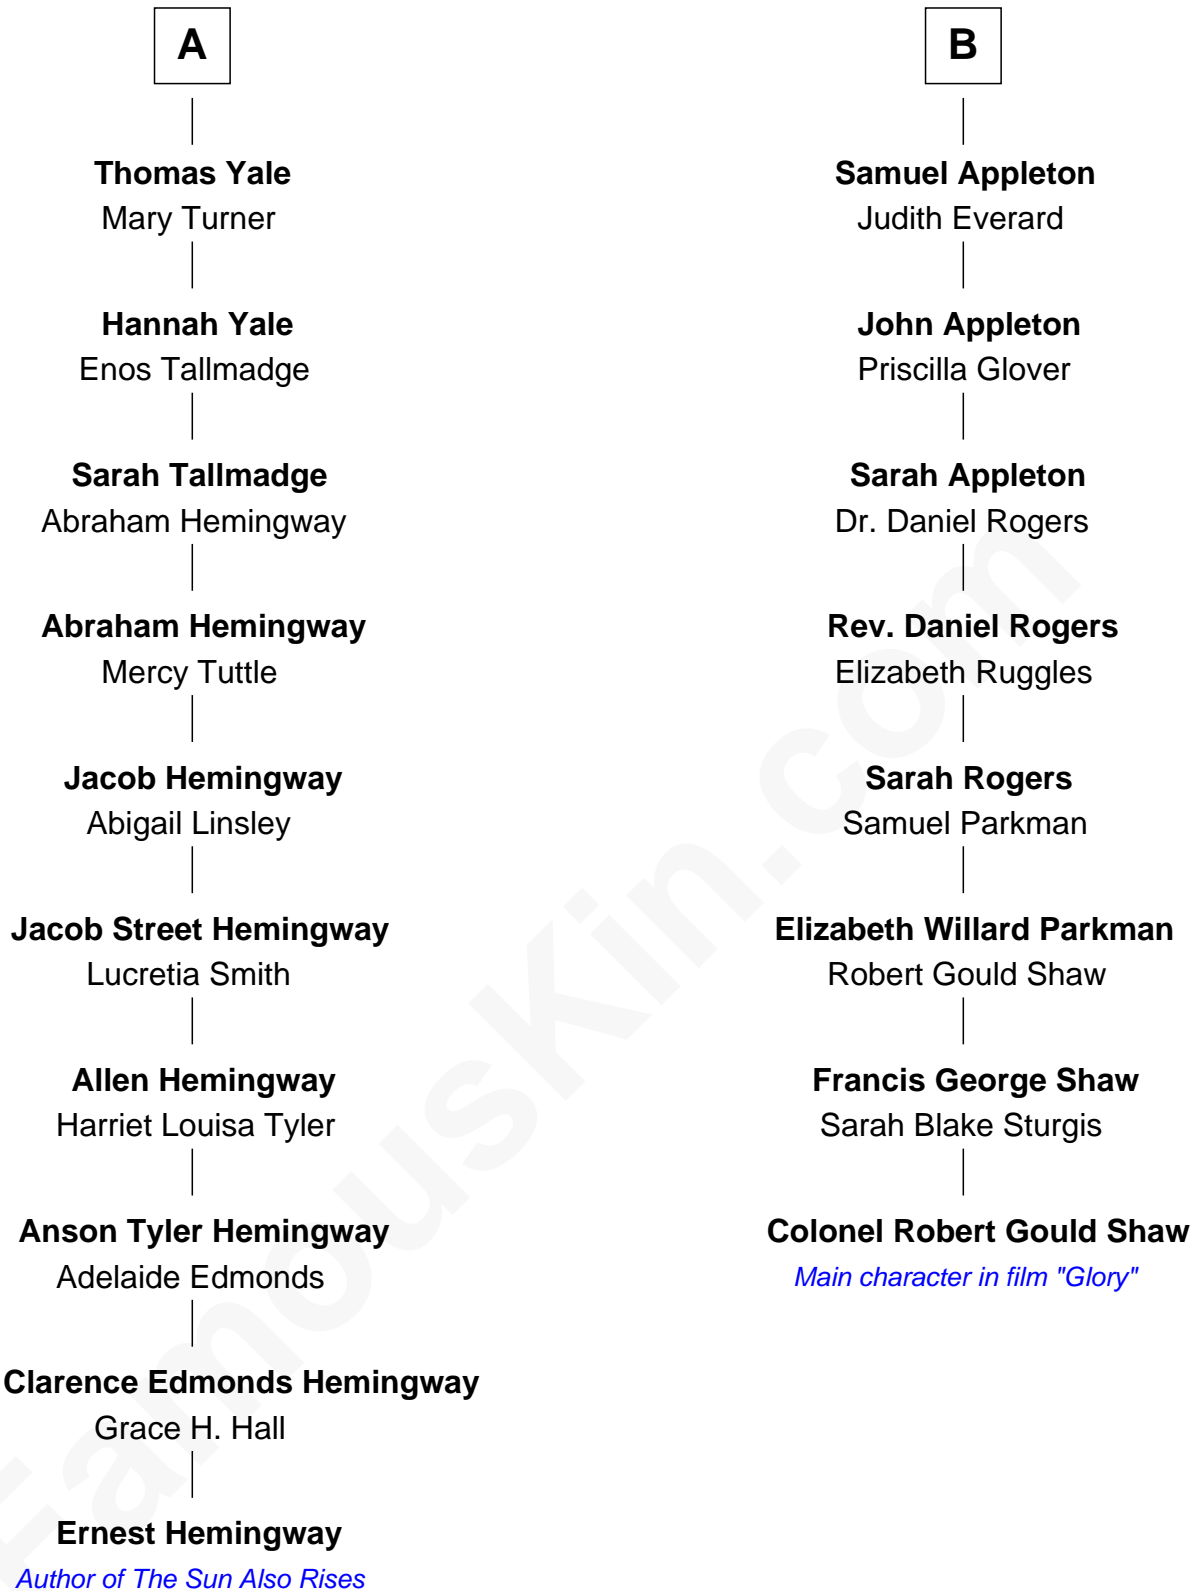 A
Thomas Yale
Mary Turner
Hannah Yale
Enos Tallmadge
Sarah Tallmadge
Abraham Hemingway
Abraham Hemingway
Mercy Tuttle
Jacob Hemingway
Abigail Linsley
Jacob Street Hemingway
Lucretia Smith
Allen Hemingway
Harriet Louisa Tyler
Anson Tyler Hemingway
Adelaide Edmonds
Clarence Edmonds Hemingway
Grace H. Hall
Ernest Hemingway
Author of The Sun Also Rises
B
Samuel Appleton
Judith Everard
John Appleton
Priscilla Glover
Sarah Appleton
Dr. Daniel Rogers
Rev. Daniel Rogers
Elizabeth Ruggles
Sarah Rogers
Samuel Parkman
Elizabeth Willard Parkman
Robert Gould Shaw
Francis George Shaw
Sarah Blake Sturgis
Colonel Robert Gould Shaw
Main character in film "Glory"
FamousKin.com